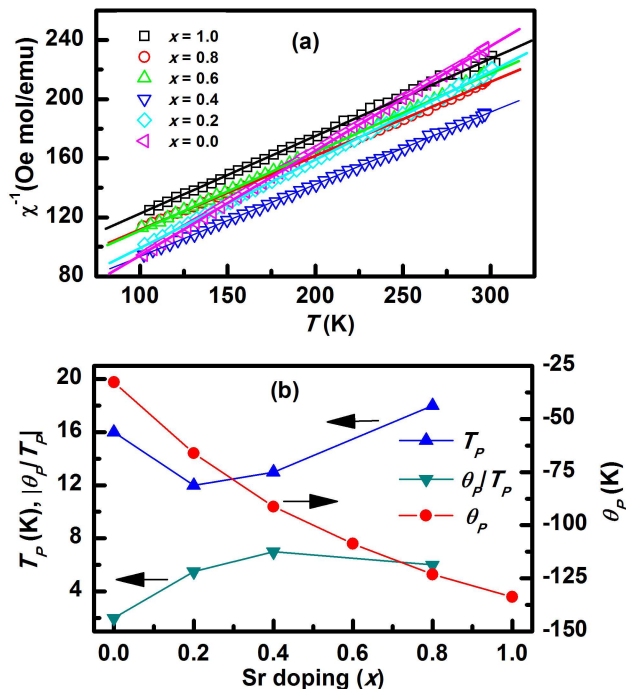 (a)
x = 1.0
x = 0.8
x = 0.6
x = 0.4
x = 0.2
x = 0.0
χ⁻¹(Oe mol/emu)
240
200
160
120
80
100 150 200 250 300
T (K)
(b)
T_P (K), |θ_P/T_P|
20
16
12
8
4
T_P
θ_P/T_P
θ_P
-25
-50
-75
-100
-125
-150
θ_P (K)
0.0 0.2 0.4 0.6 0.8 1.0
Sr doping (x)